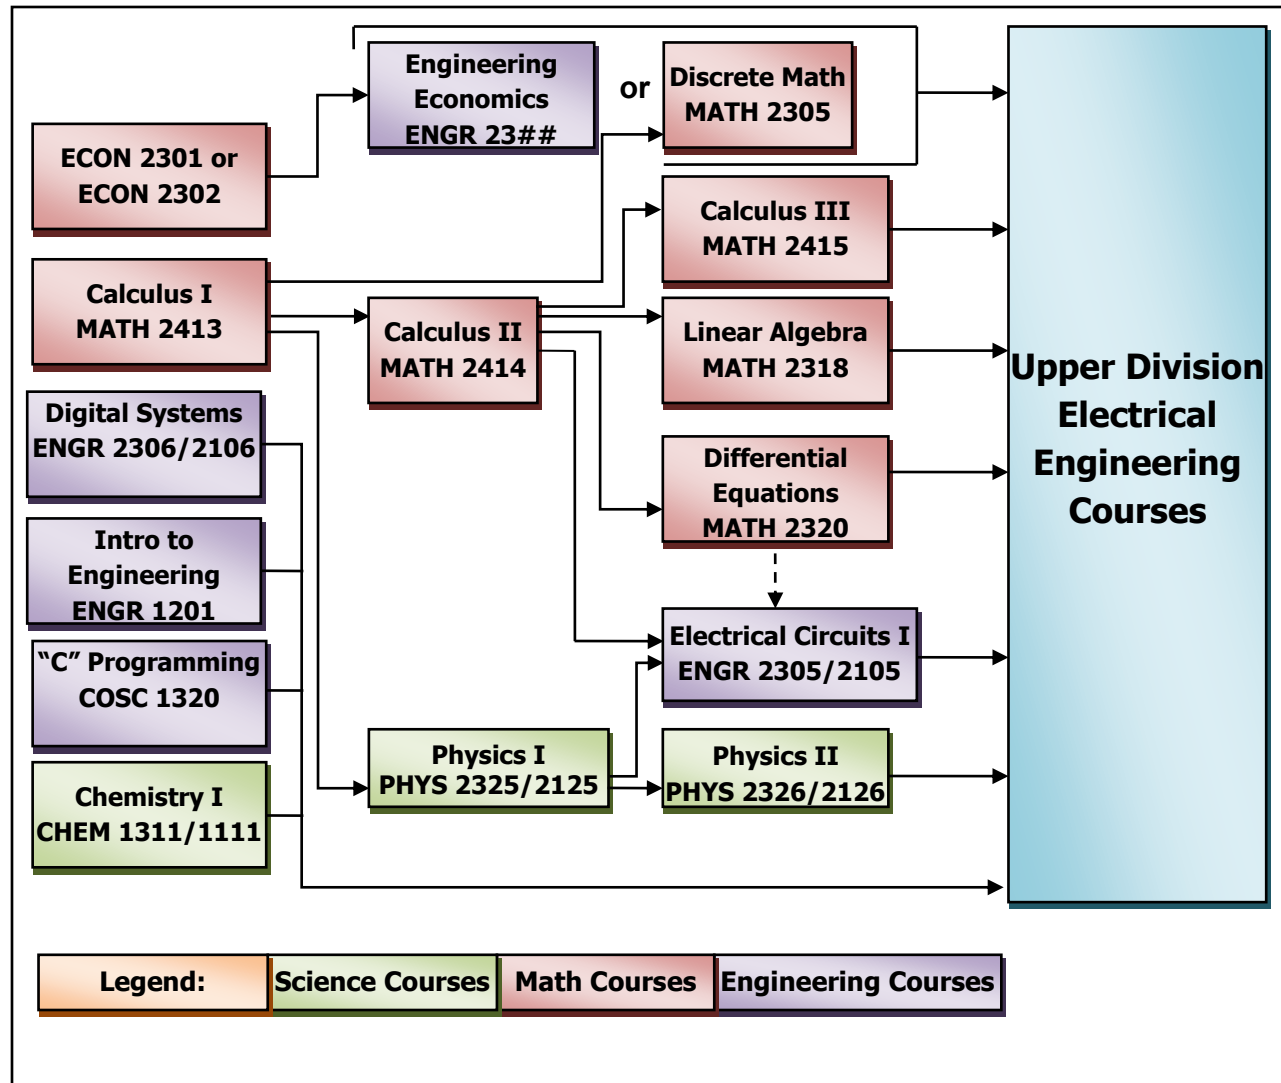 Engineering
Economics
ENGR 23##
or
Discrete Math
MATH 2305
ECON 2301 or
ECON 2302
Calculus III
MATH 2415
Calculus I
MATH 2413
Calculus II
MATH 2414
Linear Algebra
MATH 2318
Upper Division
Electrical
Engineering
Courses
Digital Systems
ENGR 2306/2106
Differential
Equations
MATH 2320
Intro to
Engineering
ENGR 1201
Electrical Circuits I
ENGR 2305/2105
“C” Programming
COSC 1320
Physics I
PHYS 2325/2125
Physics II
PHYS 2326/2126
Chemistry I
CHEM 1311/1111
Legend:
Science Courses
Math Courses
Engineering Courses